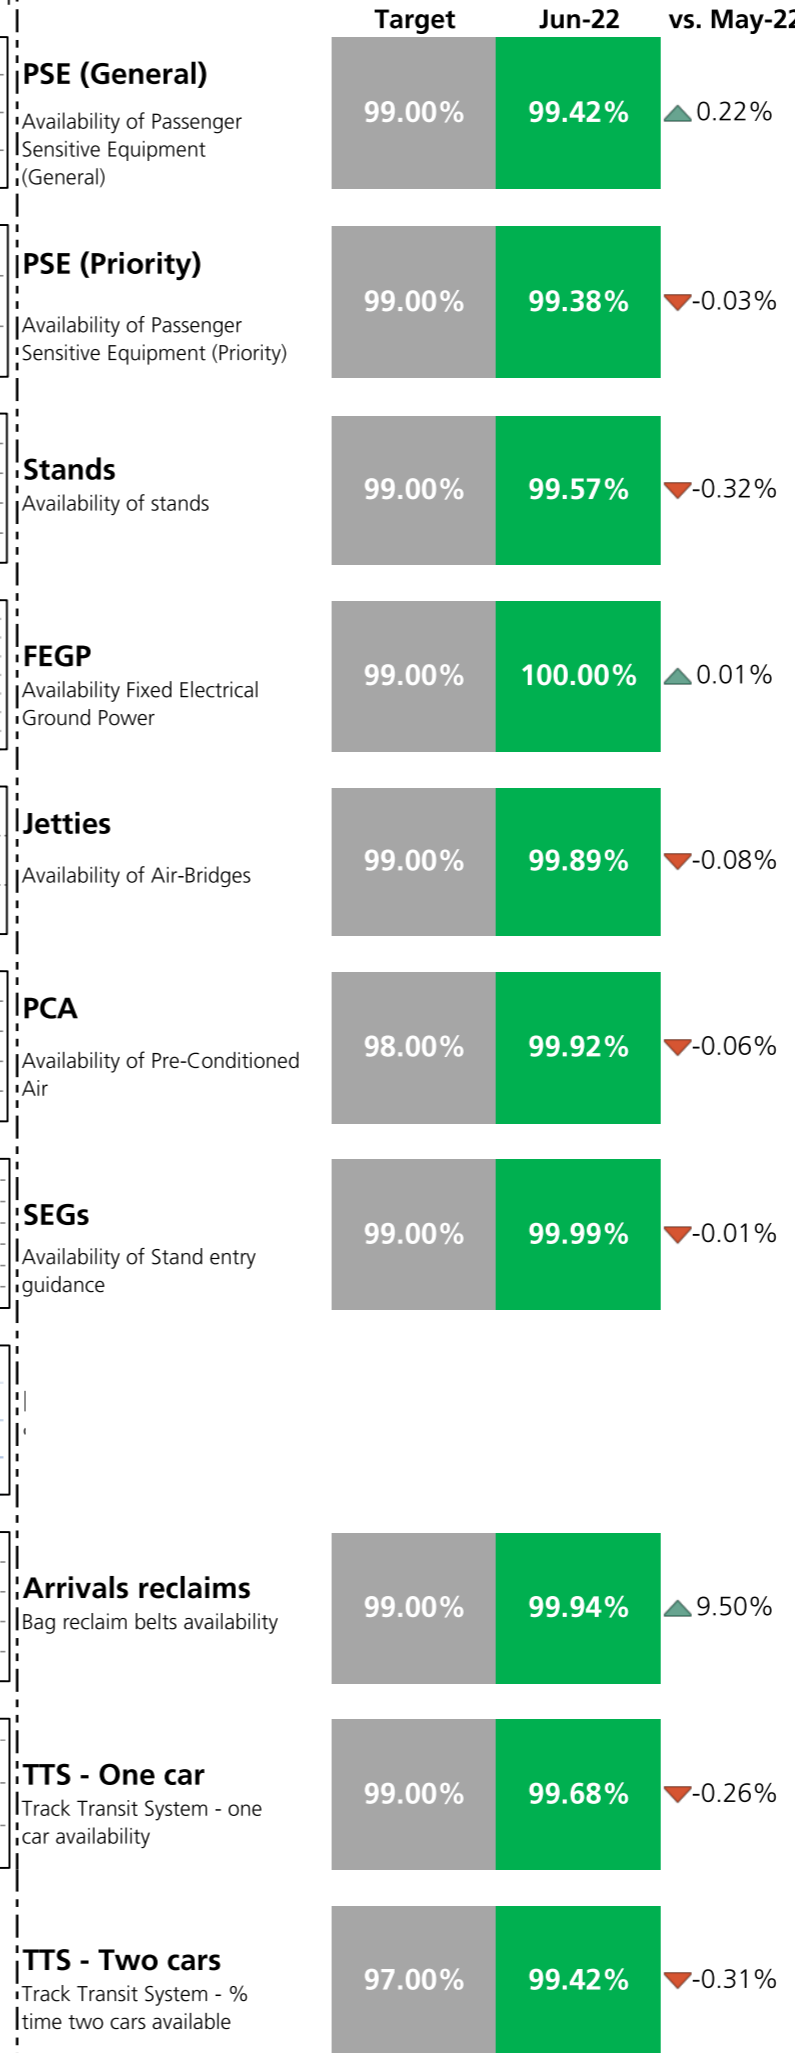 Target Jun-22 vs. May-22
PSE (General)
Availability of Passenger
Sensitive Equipment
(General)
99.00% 99.42% 0.22%
PSE (Priority)
Availability of Passenger
Sensitive Equipment (Priority)
99.00% 99.38% -0.03%
Stands
Availability of stands
99.00% 99.57% -0.32%
FEGP
Availability Fixed Electrical
Ground Power
99.00% 100.00% 0.01%
Jetties
Availability of Air-Bridges
99.00% 99.89% -0.08%
PCA
Availability of Pre-Conditioned
Air
98.00% 99.92% -0.06%
SEGs
Availability of Stand entry
guidance
99.00% 99.99% -0.01%
Arrivals reclaims
Bag reclaim belts availability
99.00% 99.94% 9.50%
TTS - One car
Track Transit System - one
car availability
99.00% 99.68% -0.26%
TTS - Two cars
Track Transit System - %
time two cars available
97.00% 99.42% -0.31%